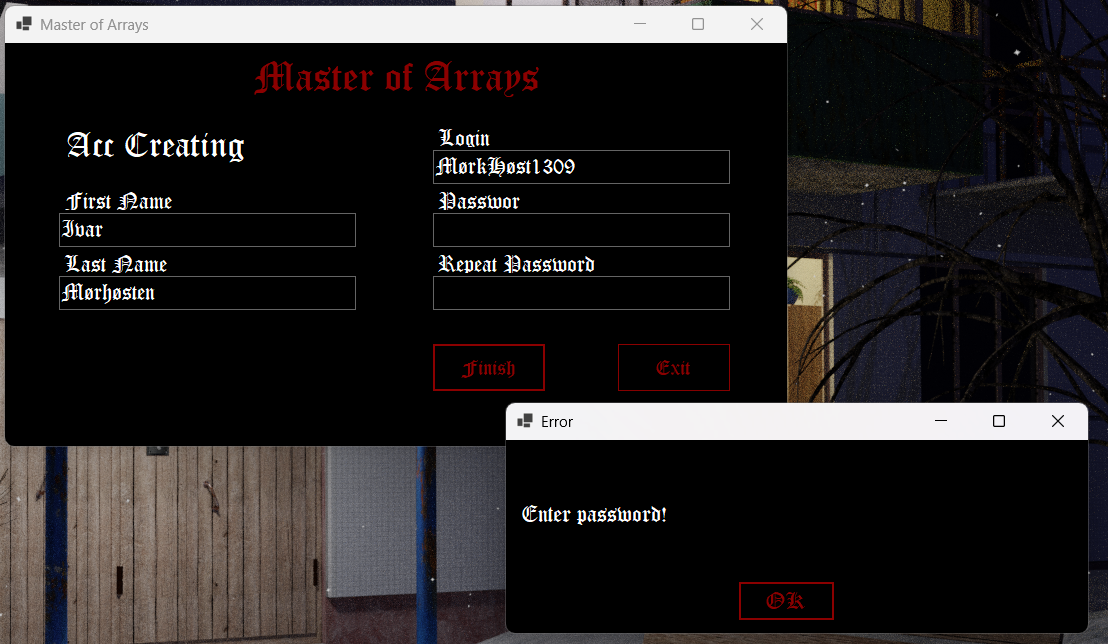 Master of Arrays
Master of Arrays
Acc Creating
First Name
Ivar
Last Name
Mørhøsten
Login
MørkHøst1309
Passwor
Repeat Password
Finish
Exit
Error
Enter password!
OK